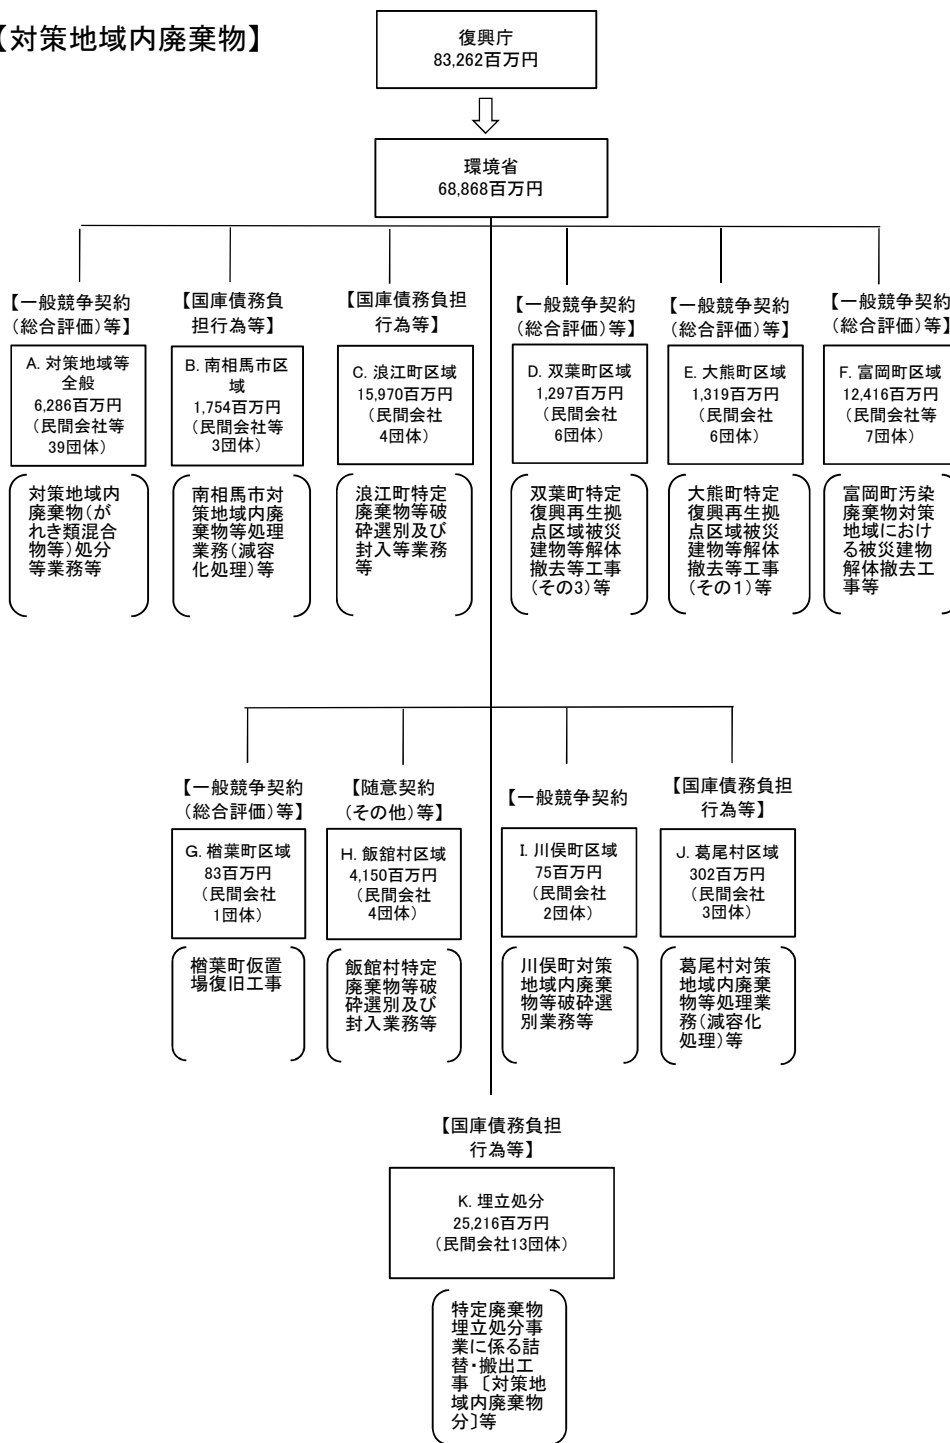 【対策地域内廃棄物】
復興庁
83,262百万円
環境省
68,868百万円
【一般競争契約
(総合評価)等】
A. 対策地域等
全般
6,286百万円
(民間会社等
39団体)
対策地域内
廃棄物(が
れき類混合
物等)処分
等業務等
【国庫債務負
担行為等】
B. 南相馬市区
域
1,754百万円
(民間会社等
3団体)
南相馬市対
策地域内廃
棄物等処理
業務(減容
化処理)等
【国庫債務負担
行為等】
C. 浪江町区域
15,970百万円
(民間会社
4団体)
浪江町特定
廃棄物等破
砕選別及び
封入等業務
等
【一般競争契約
(総合評価)等】
D. 双葉町区域
1,297百万円
(民間会社
6団体)
双葉町特定
復興再生拠
点区域被災
建物等解体
撤去等工事
(その3)等
【一般競争契約
(総合評価)等】
E. 大熊町区域
1,319百万円
(民間会社
6団体)
大熊町特定
復興再生拠
点区域被災
建物等解体
撤去等工事
(その1)等
【一般競争契約
(総合評価)等】
F. 富岡町区域
12,416百万円
(民間会社等
7団体)
富岡町汚染
廃棄物対策
地域におけ
る被災建物
解体撤去工
事等
【一般競争契約
(総合評価)等】
G. 楢葉町区域
83百万円
(民間会社
1団体)
楢葉町仮置
場復旧工事
【随意契約
(その他)等】
H. 飯舘村区域
4,150百万円
(民間会社
4団体)
飯舘村特定
廃棄物等破
砕選別及び
封入業務等
【一般競争契約
I. 川俣町区域
75百万円
(民間会社
2団体)
川俣町対策
地域内廃棄
物等破砕選
別業務等
【国庫債務負担
行為等】
J. 葛尾村区域
302百万円
(民間会社
3団体)
葛尾村対策
地域内廃棄
物等処理業
務(減容化
処理)等
【国庫債務負担
行為等】
K. 埋立処分
25,216百万円
(民間会社13団体)
特定廃棄物
埋立処分事
業に係る詰
替・搬出工
事〔対策地
域内廃棄物
分〕等